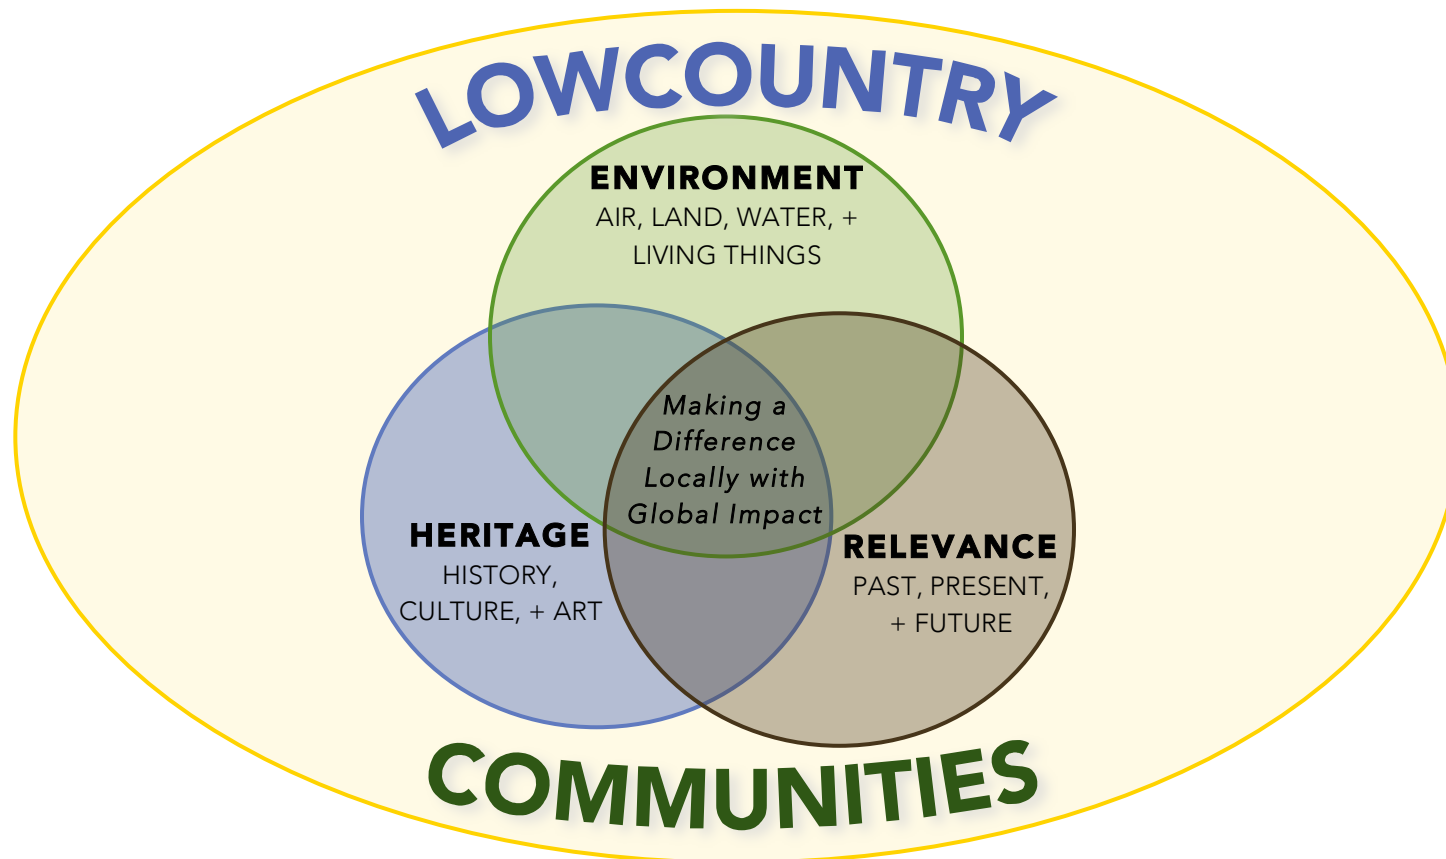 LOWCOUNTRY
ENVIRONMENT
AIR, LAND, WATER, +
LIVING THINGS
Making a
Difference
Locally with
Global Impact
HERITAGE
HISTORY,
CULTURE, + ART
RELEVANCE
PAST, PRESENT,
+ FUTURE
COMMUNITIES